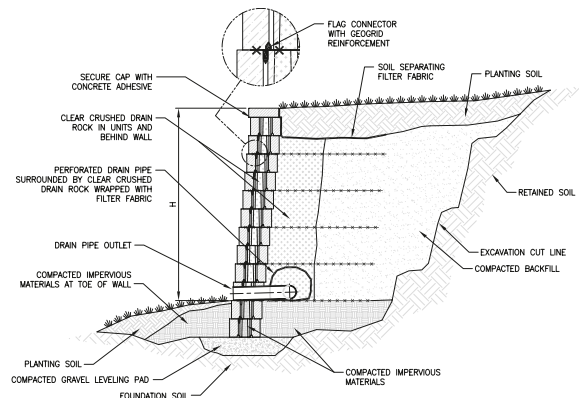 FLAG CONNECTOR
WITH GEOGRID
REINFORCEMENT
SOIL SEPARATING
FILTER FABRIC
PLANTING SOIL
SECURE CAP WITH
CONCRETE ADHESIVE
CLEAR CRUSHED DRAIN
ROCK IN UNITS AND
BEHIND WALL
PERFORATED DRAIN PIPE
SURROUNDED BY CLEAR CRUSHED
DRAIN ROCK WRAPPED WITH
FILTER FABRIC
H
RETAINED SOIL
DRAIN PIPE OUTLET
EXCAVATION CUT LINE
COMPACTED BACKFILL
COMPACTED IMPERVIOUS
MATERIALS AT TOE OF WALL
PLANTING SOIL
COMPACTED GRAVEL LEVELING PAD
COMPACTED IMPERVIOUS
MATERIALS
FOUNDATION SOIL